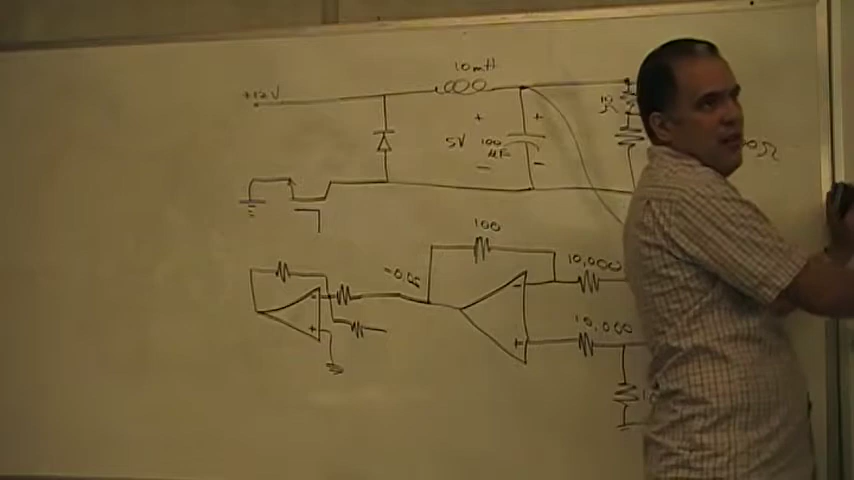 10mH
+12V
+ +
5V 100
µF
- -
100
-0.05
10,000
- -
10,000
+ +